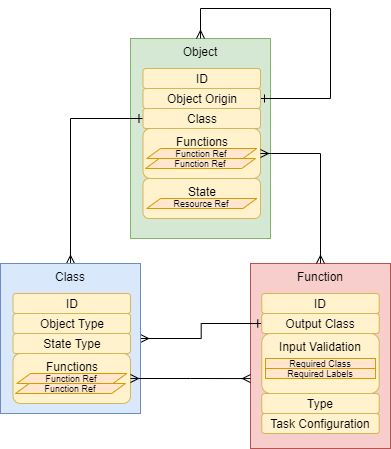 Object
ID
Object Origin
Class
Functions
Function Ref
Function Ref
State
Resource Ref
Class
ID
Object Type
State Type
Functions
Function Ref
Function Ref
Function
ID
Output Class
Input Validation
Required Class
Required Labels
Type
Task Configuration